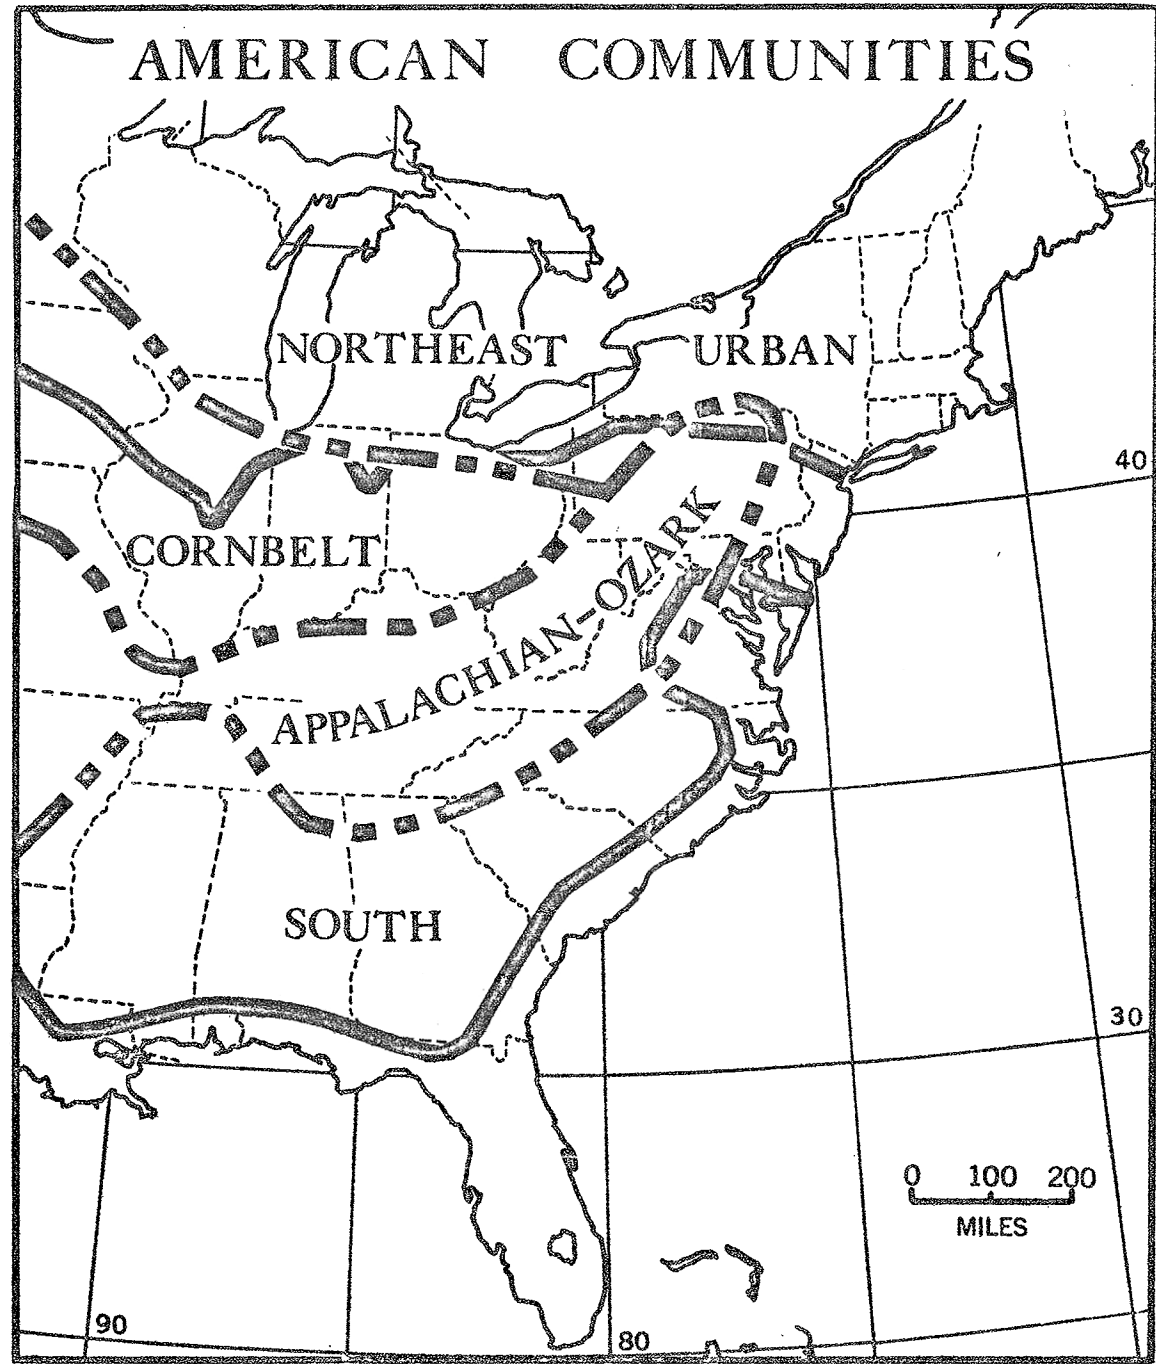 AMERICAN COMMUNITIES
NORTHEAST URBAN
40
CORNBELT
APPALACHIAN-OZARK
SOUTH
30
0 100 200
MILES
90
80